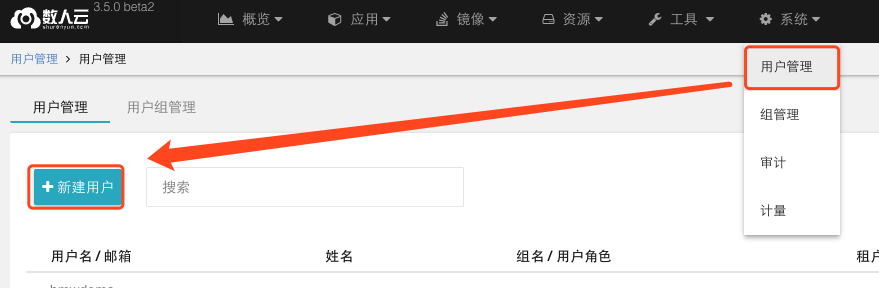 数人云 3.5.0 beta2 概览 应用 镜像 资源 工具 系统
shurenyun.com
用户管理 > 用户管理
用户管理
组管理
审计
计量
用户管理 用户组管理
+ 新建用户 搜索
用户名 / 邮箱 姓名 组名 / 用户角色 租户